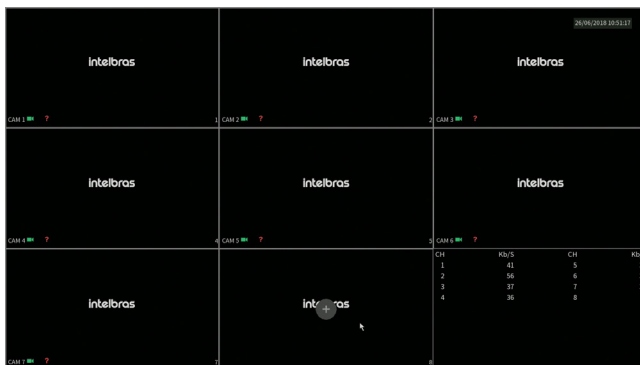 26/06/2018 10:51:17
intelbras
intelbras
intelbras
CAM 1 ? 1
CAM 2 ? 2
CAM 3 ?
intelbras
intelbras
intelbras
CAM 4 ? 4
CAM 5 ? 5
CAM 6 ?
CH Kb/S CH Kb
1 41 5
2 56 6
3 37 7
4 36 8
intelbras
CAM 7 ? 7
8